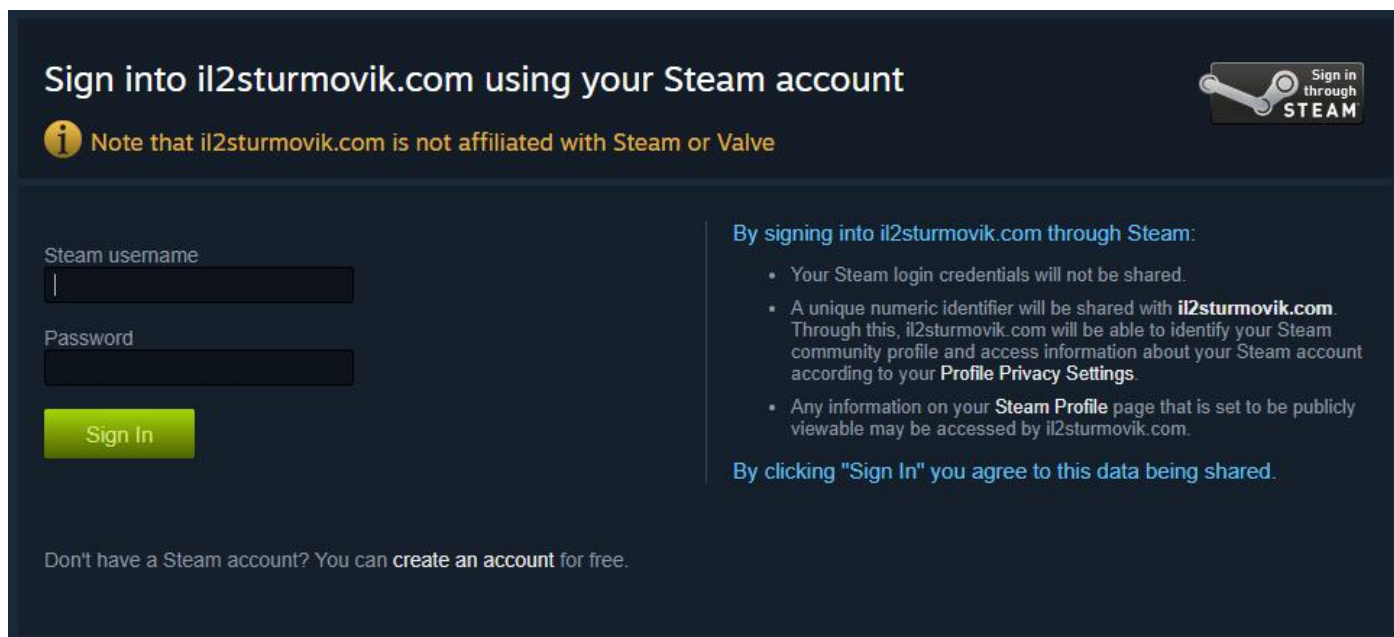 Sign into il2sturmovik.com using your Steam account
Sign in
through
STEAM
i Note that il2sturmovik.com is not affiliated with Steam or Valve
Steam username
Password
Sign In
By signing into il2sturmovik.com through Steam:
• Your Steam login credentials will not be shared.
• A unique numeric identifier will be shared with il2sturmovik.com.
Through this, il2sturmovik.com will be able to identify your Steam
community profile and access information about your Steam account
according to your Profile Privacy Settings.
• Any information on your Steam Profile page that is set to be publicly
viewable may be accessed by il2sturmovik.com.
By clicking "Sign In" you agree to this data being shared.
Don't have a Steam account? You can create an account for free.